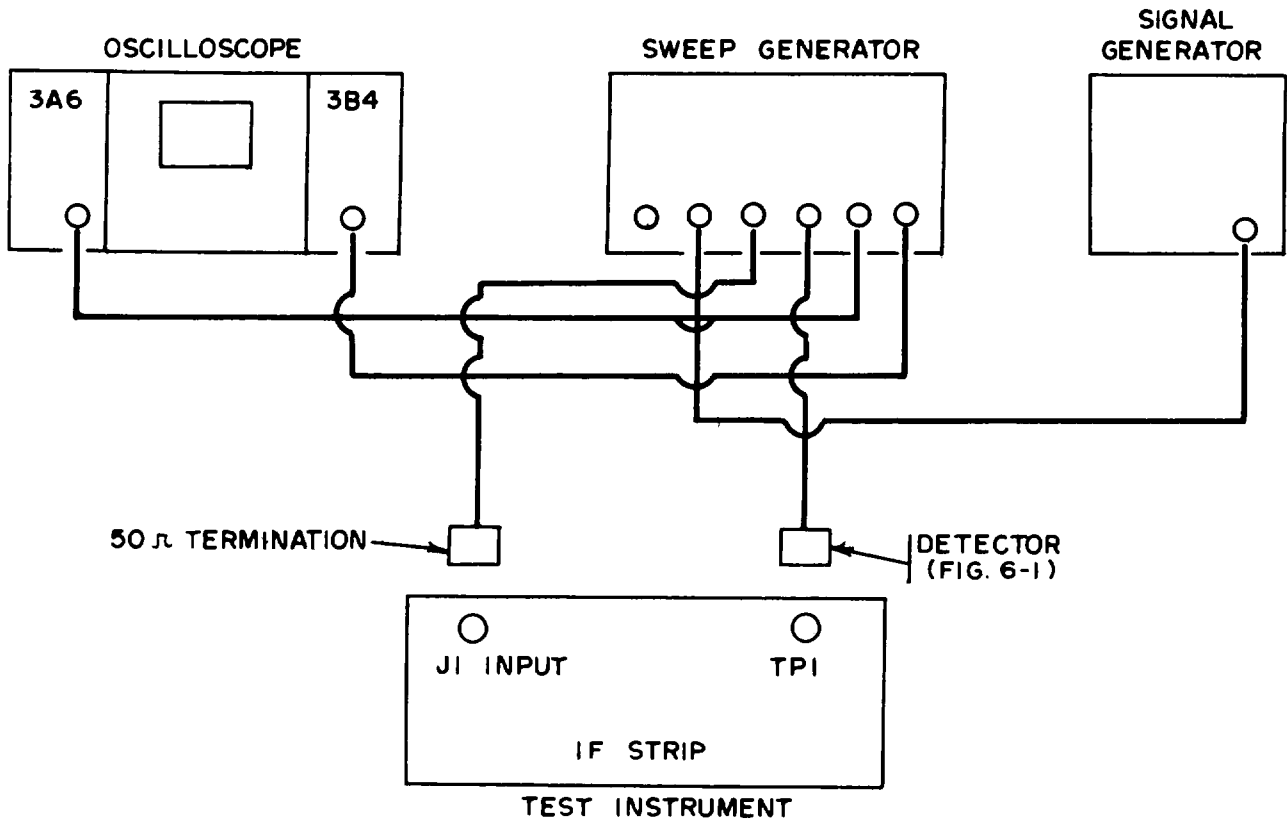 OSCILLOSCOPE
SWEEP GENERATOR
SIGNAL
GENERATOR
3A6
3B4
50 Ω TERMINATION
DETECTOR
(FIG. 6-1)
J1 INPUT
TP1
IF STRIP
TEST INSTRUMENT